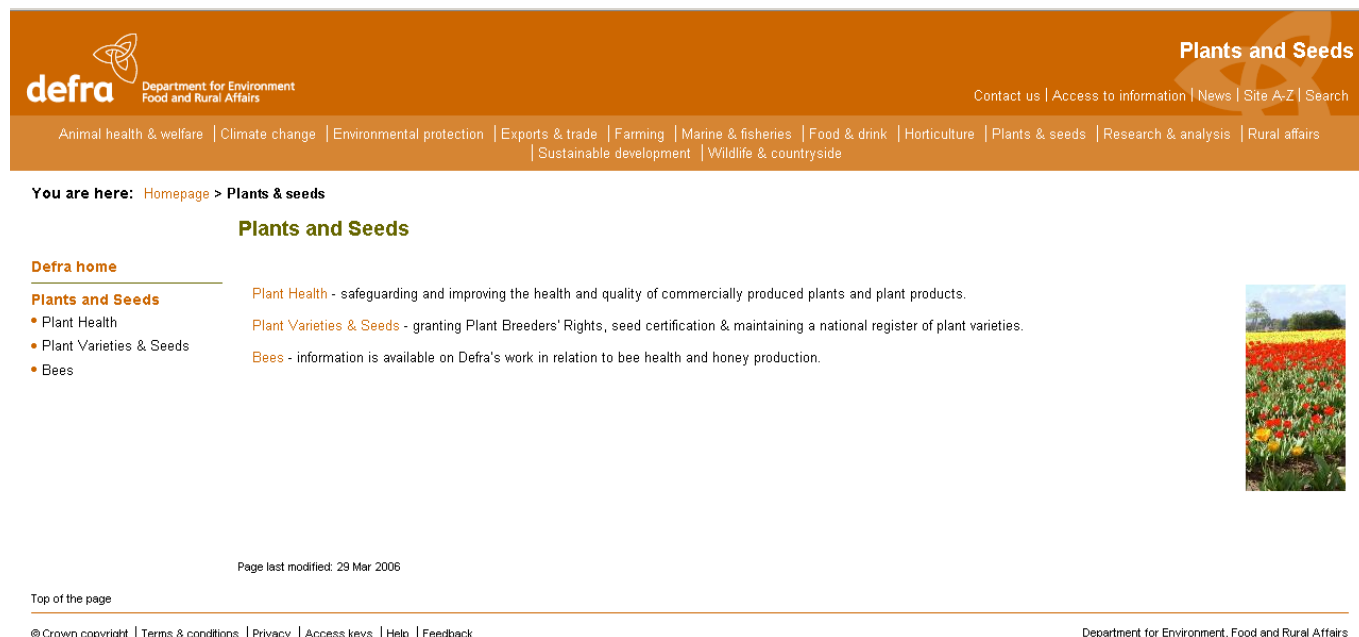 Plants and Seeds
defra Department for Environment
Food and Rural Affairs
Contact us | Access to information | News | Site A-Z | Search
Animal health & welfare | Climate change | Environmental protection | Exports & trade | Farming | Marine & fisheries | Food & drink | Horticulture | Plants & seeds | Research & analysis | Rural affairs
| Sustainable development | Wildlife & countryside
You are here: Homepage > Plants & seeds
Plants and Seeds
Defra home
Plants and Seeds
• Plant Health
• Plant Varieties & Seeds
• Bees
Plant Health - safeguarding and improving the health and quality of commercially produced plants and plant products.
Plant Varieties & Seeds - granting Plant Breeders' Rights, seed certification & maintaining a national register of plant varieties.
Bees - information is available on Defra's work in relation to bee health and honey production.
Page last modified: 29 Mar 2006
Top of the page
© Crown copyright | Terms & conditions | Privacy | Access keys | Help | Feedback
Department for Environment, Food and Rural Affairs